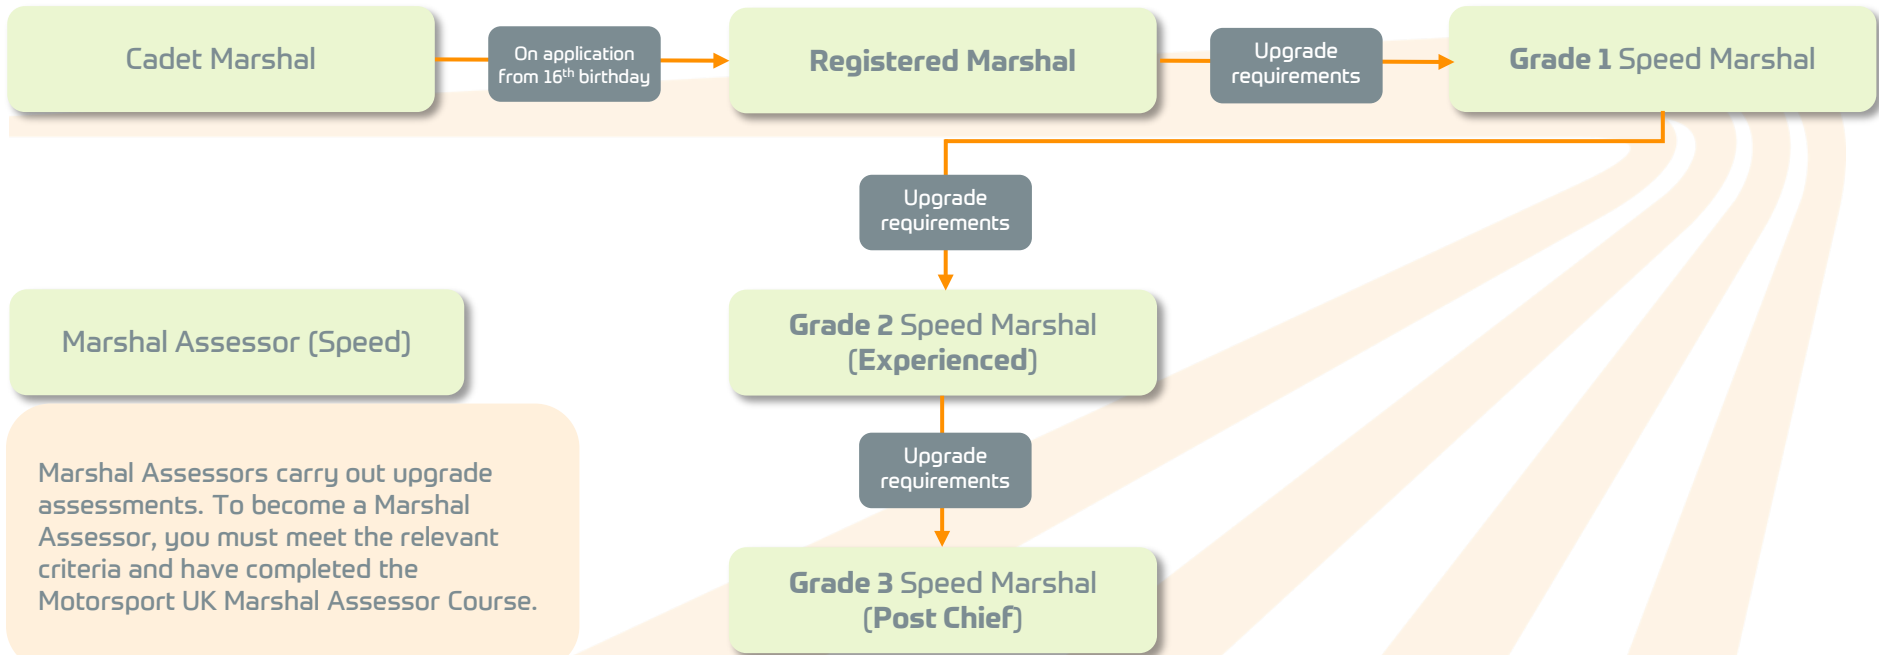 Cadet Marshal
On application
from 16th birthday
Registered Marshal
Upgrade
requirements
Grade 1 Speed Marshal
Upgrade
requirements
Marshal Assessor (Speed)
Grade 2 Speed Marshal
(Experienced)
Marshal Assessors carry out upgrade
assessments. To become a Marshal
Assessor, you must meet the relevant
criteria and have completed the
Motorsport UK Marshal Assessor Course.
Upgrade
requirements
Grade 3 Speed Marshal
(Post Chief)